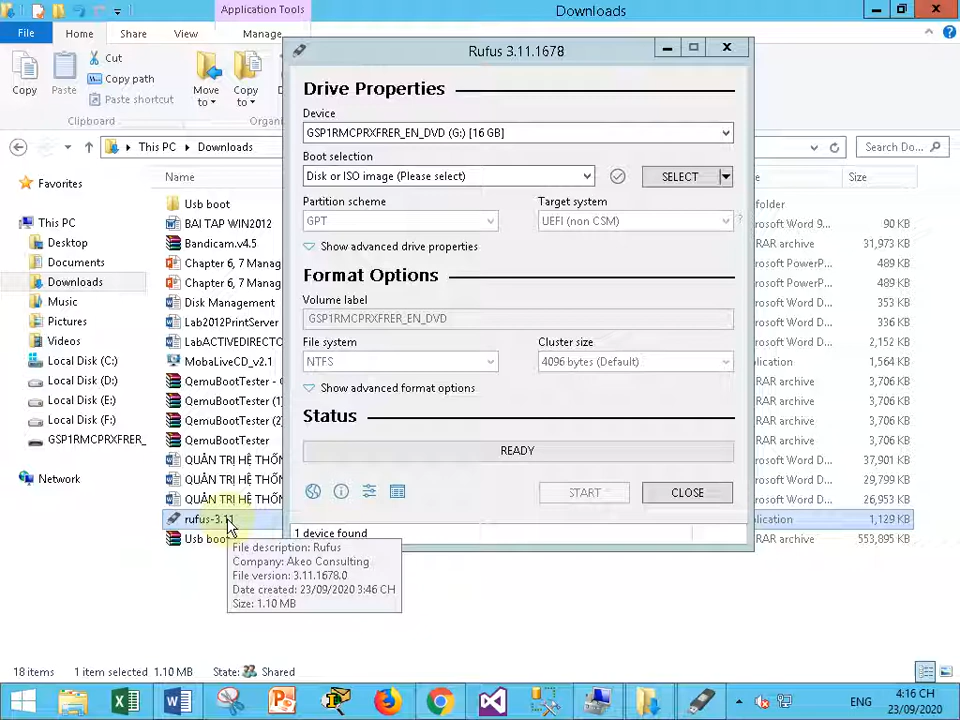 Application Tools
Downloads
File
Home
Share
View
Manage
Copy
Paste
Cut
Copy path
Paste shortcut
Clipboard
Move to
Copy to
Organi
This PC
Downloads
Search Do...
Favorites
This PC
Desktop
Documents
Downloads
Music
Pictures
Videos
Local Disk (C:)
Local Disk (D:)
Local Disk (E:)
Local Disk (F:)
GSP1RMCPRXFRER_
Network
Name
Size
Usb boot
folder
BAI TAP WIN2012
rosoft Word 9...
90 KB
Bandicam.v4.5
RAR archive
31,973 KB
Chapter 6, 7 Manag
rosoft PowerP...
489 KB
Chapter 6, 7 Manag
rosoft PowerP...
489 KB
Disk Management
rosoft Word D...
353 KB
Lab2012PrintServer
rosoft Word D...
336 KB
LabACTIVEDIREC
rosoft Word D...
2,152 KB
MobaLiveCD_v2.1
lication
1,564 KB
QemuBootTester -
RAR archive
3,706 KB
QemuBootTester (1)
RAR archive
3,706 KB
QemuBootTester (2)
RAR archive
3,706 KB
QemuBootTester
RAR archive
3,706 KB
QUẢN TRỊ HỆ THỐN
rosoft Word D...
37,901 KB
QUẢN TRỊ HỆ THỐN
rosoft Word D...
29,799 KB
QUẢN TRỊ HỆ THỐN
rosoft Word D...
26,953 KB
rufus-3.11
lication
1,129 KB
Usb boo
RAR archive
553,895 KB
Rufus 3.11.1678
Drive Properties
Device
GSP1RMCPRXFRER_EN_DVD (G:) [16 GB]
Boot selection
Disk or ISO image (Please select)
SELECT
Partition scheme
Target system
GPT
UEFI (non CSM)
?
Show advanced drive properties
Format Options
Volume label
GSP1RMCPRXFRER_EN_DVD
File system
Cluster size
NTFS
4096 bytes (Default)
Show advanced format options
Status
READY
START
CLOSE
1 device found
File description: Rufus
Company: Akeo Consulting
File version: 3.11.1678.0
Date created: 23/09/2020 3:46 CH
Size: 1.10 MB
18 items
1 item selected 1.10 MB
State:
Shared
ENG
4:16 CH
23/09/2020